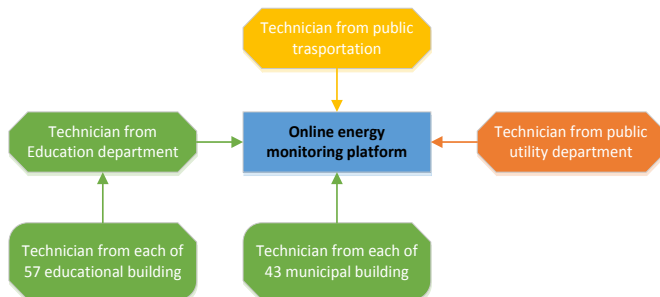 Technician from public
trasportation
Technician from
Education department
Online energy
monitoring platform
Technician from public
utility department
Technician from each of
57 educational building
Technician from each of
43 municipal building